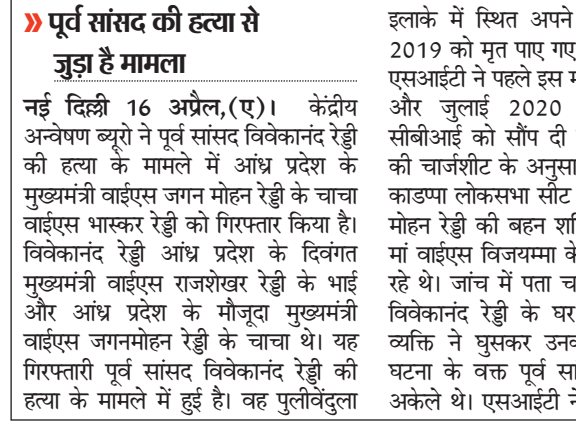 » पूर्व सांसद की हत्या से
जुड़ा है मामला
नई दिल्ली 16 अप्रैल,(ए)। केंद्रीय
अन्वेषण ब्यूरो ने पूर्व सांसद विवेकानंद रेड्डी
की हत्या के मामले में आंध्र प्रदेश के
मुख्यमंत्री वाईएस जगन मोहन रेड्डी के चाचा
वाईएस भास्कर रेड्डी को गिरफ्तार किया है।
विवेकानंद रेड्डी आंध्र प्रदेश के दिवंगत
मुख्यमंत्री वाईएस राजशेखर रेड्डी के भाई
और आंध्र प्रदेश के मौजूदा मुख्यमंत्री
वाईएस जगनमोहन रेड्डी के चाचा थे। यह
गिरफ्तारी पूर्व सांसद विवेकानंद रेड्डी की
हत्या के मामले में हुई है। वह पुलीवेंदुला
इलाके में स्थित अपने
2019 को मृत पाए गए
एसआईटी ने पहले इस
और जुलाई 2020
सीबीआई को सौंप दी
की चार्जशीट के अनुसा
काडप्पा लोकसभा सीट
मोहन रेड्डी की बहन
मां वाईएस विजयम्मा
रहे थे। जांच में पता
विवेकानंद रेड्डी के घर
व्यक्ति ने घुसकर
घटना के वक्त पूर्व
अकेले थे। एसआईटी